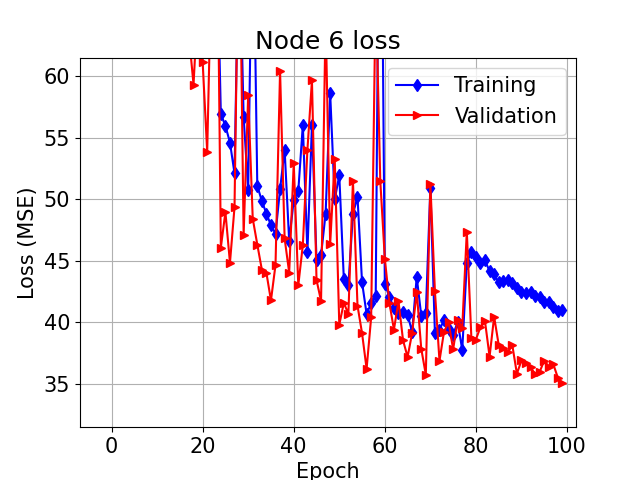 Node 6 loss
Training
Validation
Loss (MSE)
60
55
50
45
40
35
0 20 40 60 80 100
Epoch